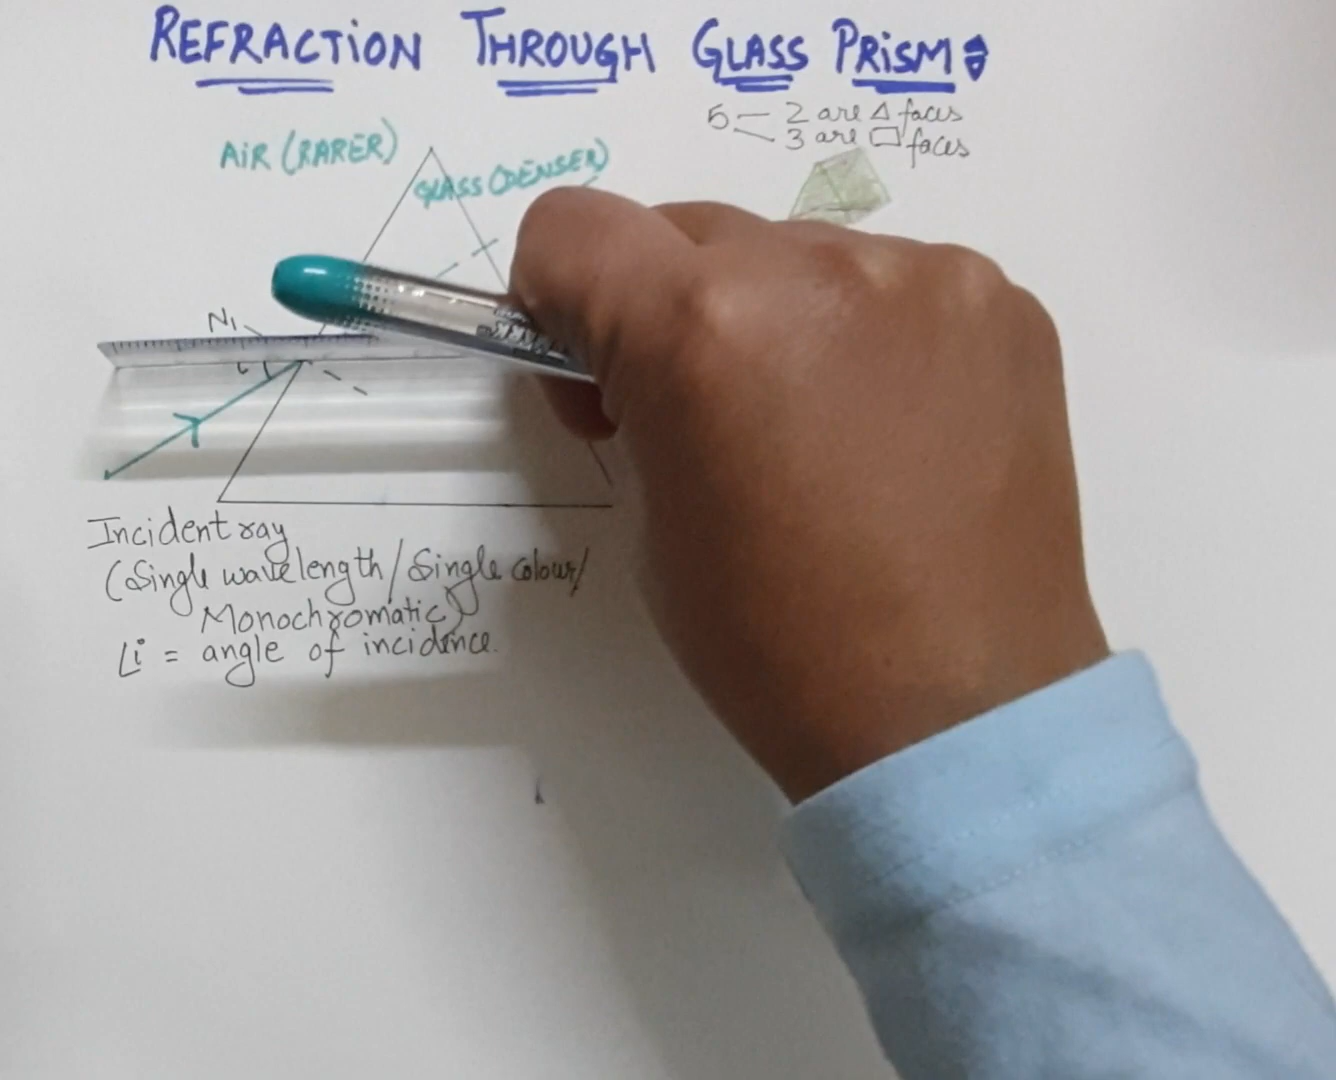 REFRACTION THROUGH GLASS PRISM:
5 — 2 are △ faces
— 3 are □ faces
AIR (RARER)
GLASS (DENSER)
N1
i
Incident ray
(Single wavelength/Single colour/
Monochromatic)
∠i = angle of incidence.